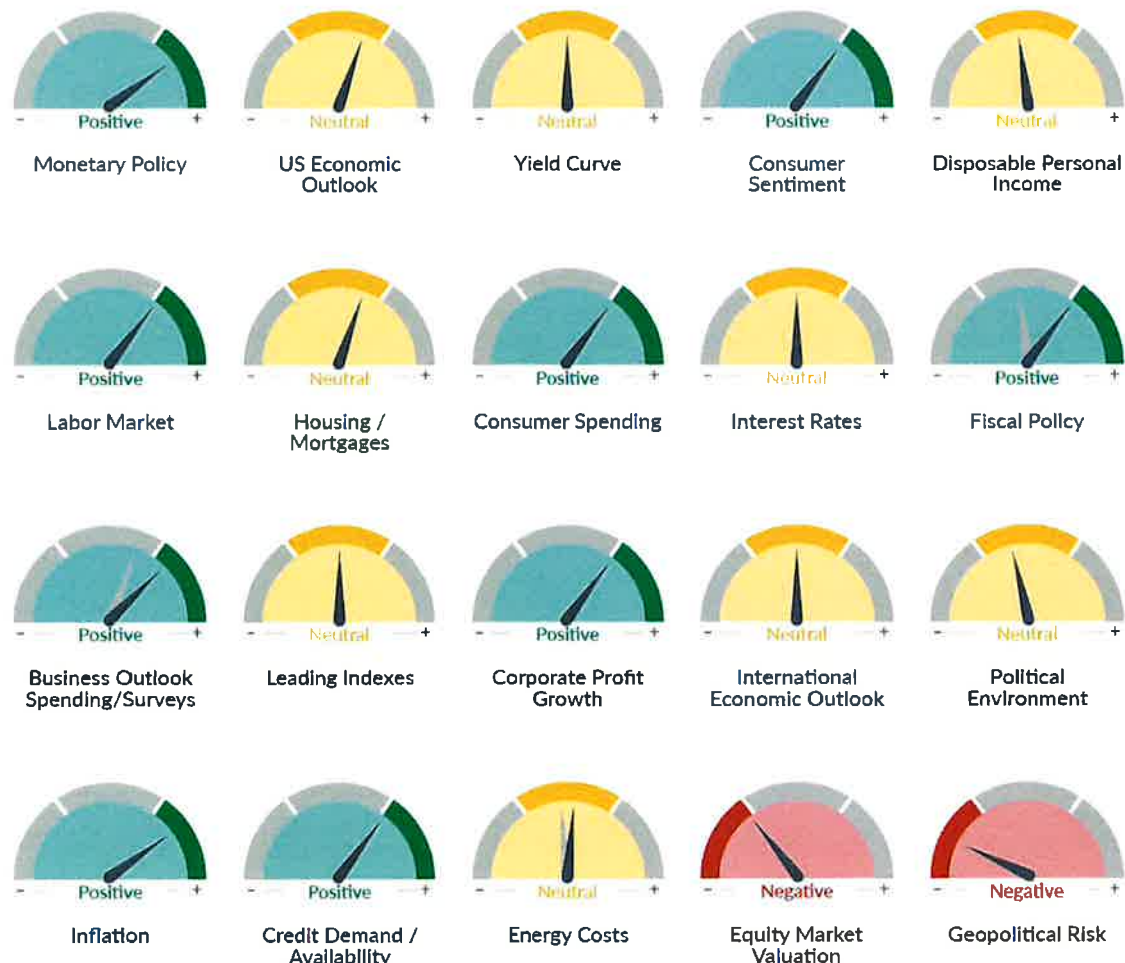 - Positive +
- Neutral +
- Neutral +
- Positive +
- Neutral +
Monetary Policy
US Economic
Outlook
Yield Curve
Consumer
Sentiment
Disposable Personal
Income
- Positive +
- Neutral +
- Positive +
- Neutral +
- Positive +
Labor Market
Housing /
Mortgages
Consumer Spending
Interest Rates
Fiscal Policy
- Positive +
- Neutral +
- Positive +
- Neutral +
- Neutral +
Business Outlook
Spending/Surveys
Leading Indexes
Corporate Profit
Growth
International
Economic Outlook
Political
Environment
- Positive +
- Positive +
- Neutral +
- Negative +
- Negative +
Inflation
Credit Demand /
Availability
Energy Costs
Equity Market
Valuation
Geopolitical Risk